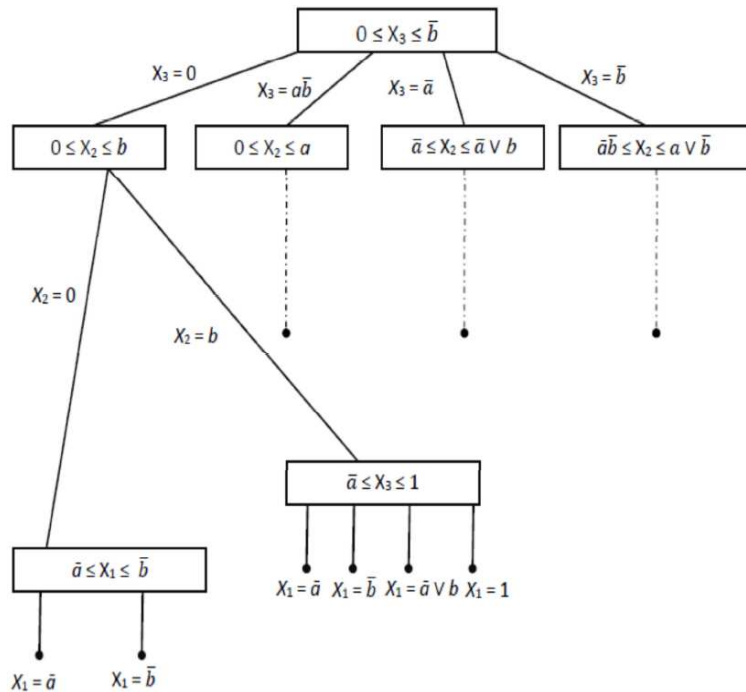 0 ≤ X₃ ≤ b̄
X₃ = 0
X₃ = ab̄
X₃ = ā
X₃ = b̄
0 ≤ X₂ ≤ b
0 ≤ X₂ ≤ a
ā ≤ X₂ ≤ ā ∨ b
āb̄ ≤ X₂ ≤ a ∨ b̄
X₂ = 0
X₂ = b
ā ≤ X₃ ≤ 1
ā ≤ X₁ ≤ b̄
X₁ = ā X₁ = b̄ X₁ = ā ∨ b X₁ = 1
X₁ = ā X₁ = b̄